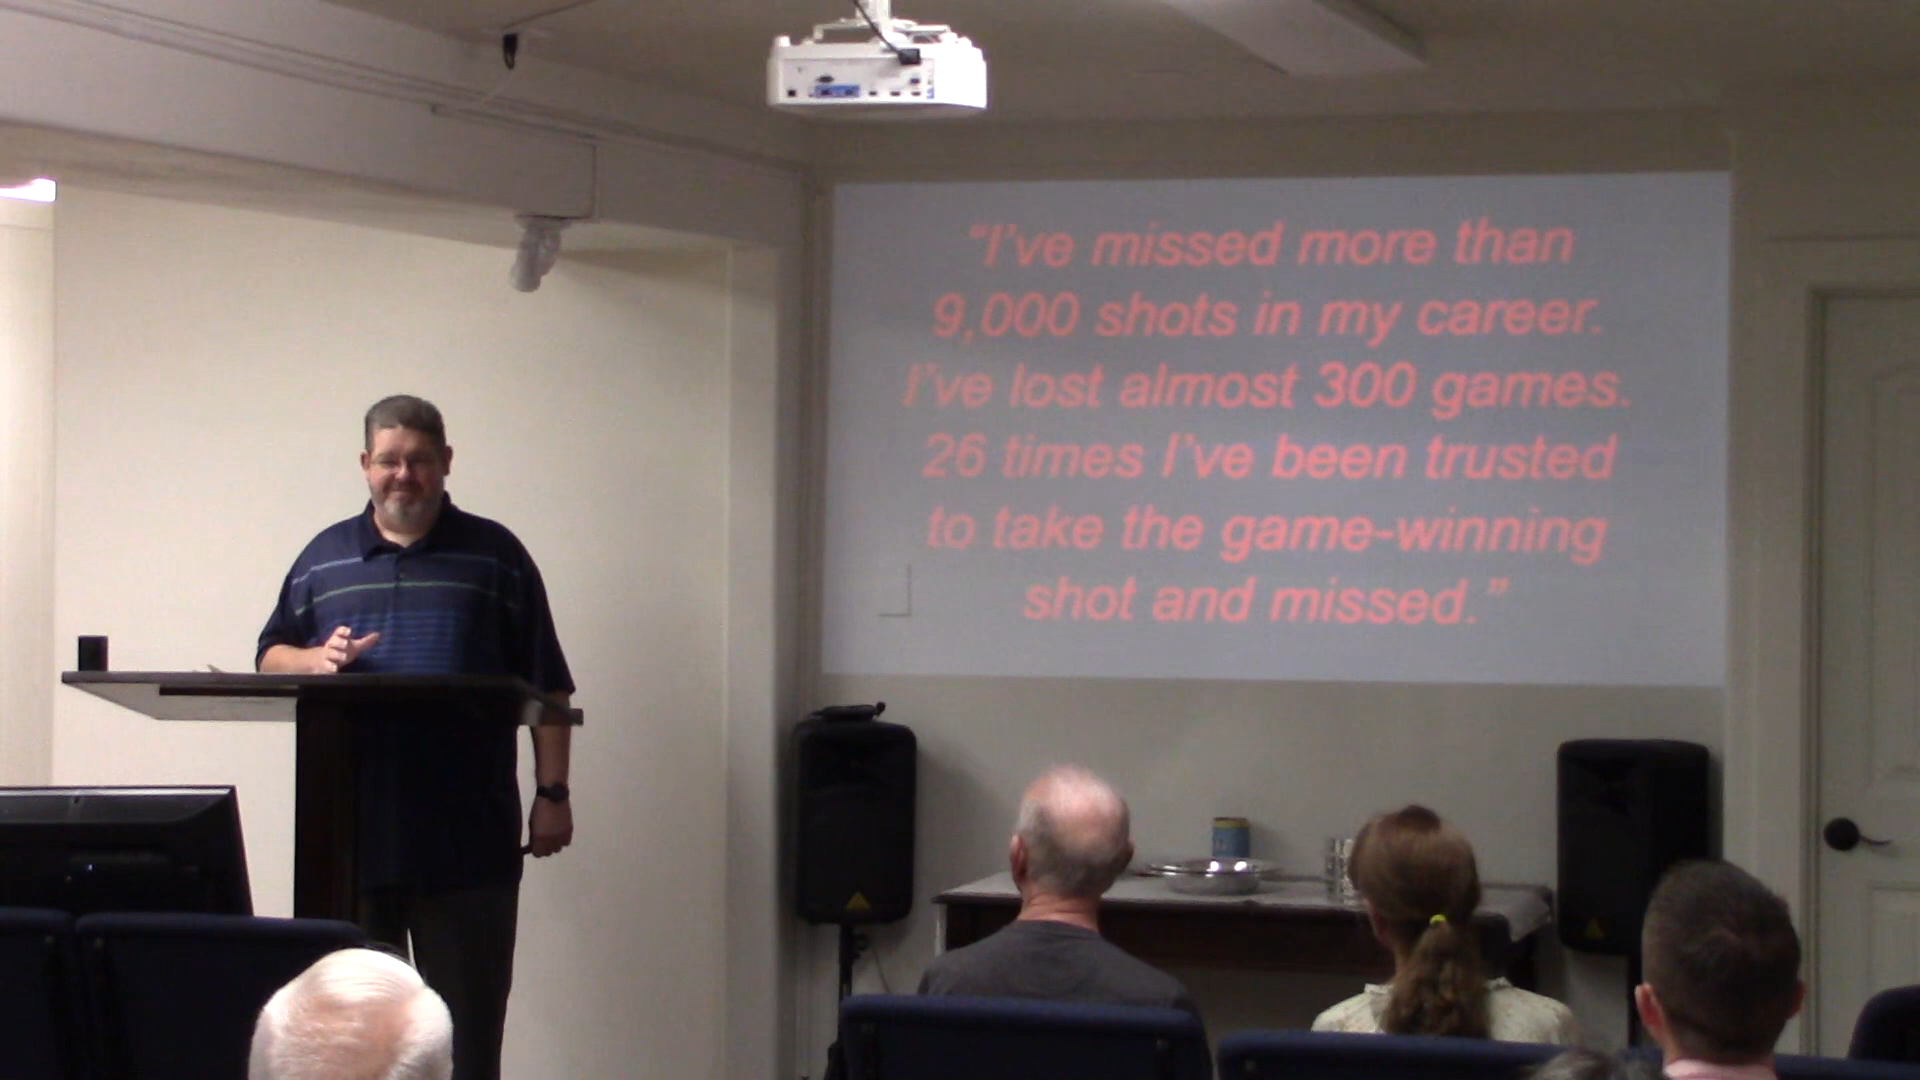 “I’ve missed more than
9,000 shots in my career.
I’ve lost almost 300 games.
26 times I’ve been trusted
to take the game-winning
shot and missed.”